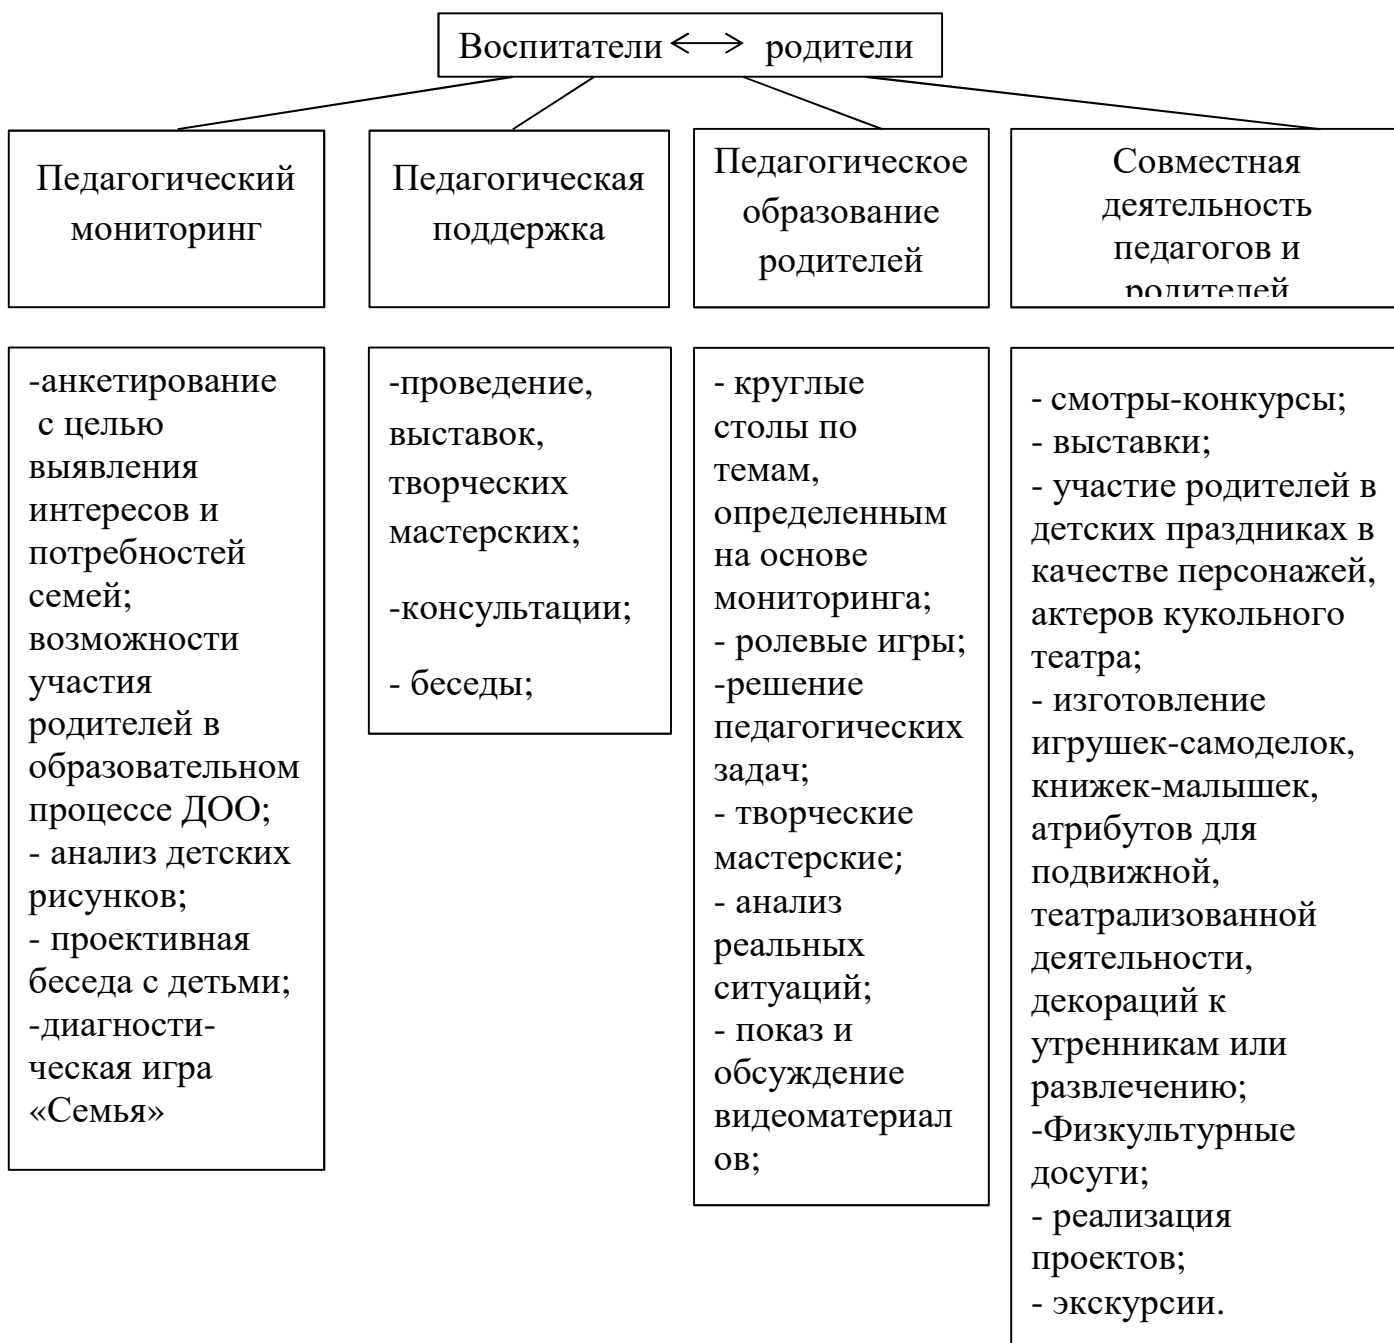 Воспитатели ⟷ родители
Педагогический
мониторинг
Педагогическая
поддержка
Педагогическое
образование
родителей
Совместная
деятельность
педагогов и
родителей
-анкетирование
с целью
выявления
интересов и
потребностей
семей;
возможности
участия
родителей в
образовательном
процессе ДОО;
- анализ детских
рисунков;
- проективная
беседа с детьми;
-диагности-
ческая игра
«Семья»
-проведение,
выставок,
творческих
мастерских;
-консультации;
- беседы;
- круглые
столы по
темам,
определенным
на основе
мониторинга;
- ролевые игры;
-решение
педагогических
задач;
- творческие
мастерские;
- анализ
реальных
ситуаций;
- показ и
обсуждение
видеоматериал
ов;
- смотры-конкурсы;
- выставки;
- участие родителей в
детских праздниках в
качестве персонажей,
актеров кукольного
театра;
- изготовление
игрушек-самоделок,
книжек-малышек,
атрибутов для
подвижной,
театрализованной
деятельности,
декораций к
утренникам или
развлечению;
-Физкультурные
досуги;
- реализация
проектов;
- экскурсии.